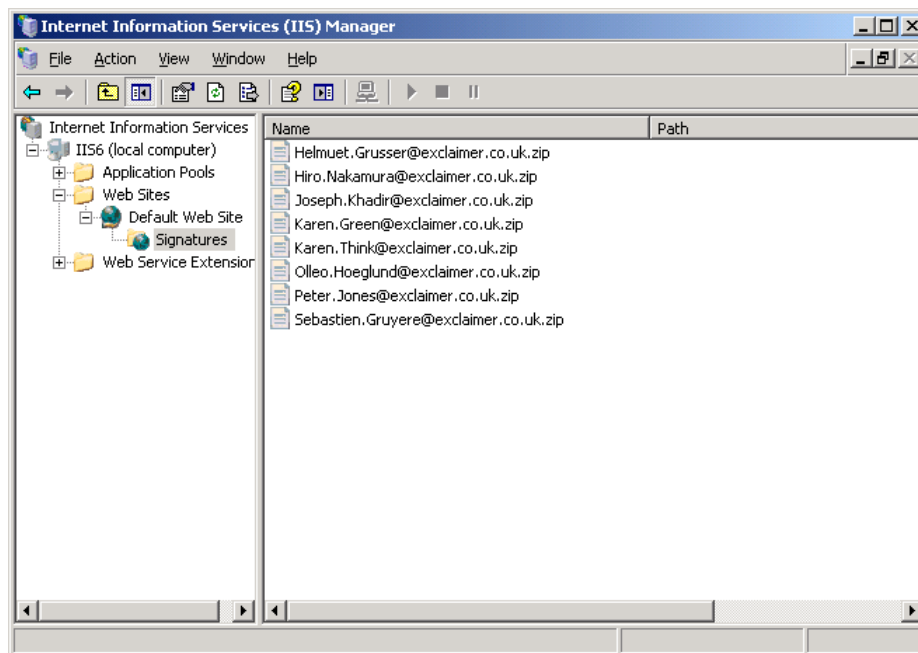 Internet Information Services (IIS) Manager
File Action View Window Help
Internet Information Services
IIS6 (local computer)
Application Pools
Web Sites
Default Web Site
Signatures
Web Service Extension
Name Path
Helmuet.Grusser@exclaimer.co.uk.zip
Hiro.Nakamura@exclaimer.co.uk.zip
Joseph.Khadir@exclaimer.co.uk.zip
Karen.Green@exclaimer.co.uk.zip
Karen.Think@exclaimer.co.uk.zip
Olleo.Hoeglund@exclaimer.co.uk.zip
Peter.Jones@exclaimer.co.uk.zip
Sebastien.Gruyere@exclaimer.co.uk.zip